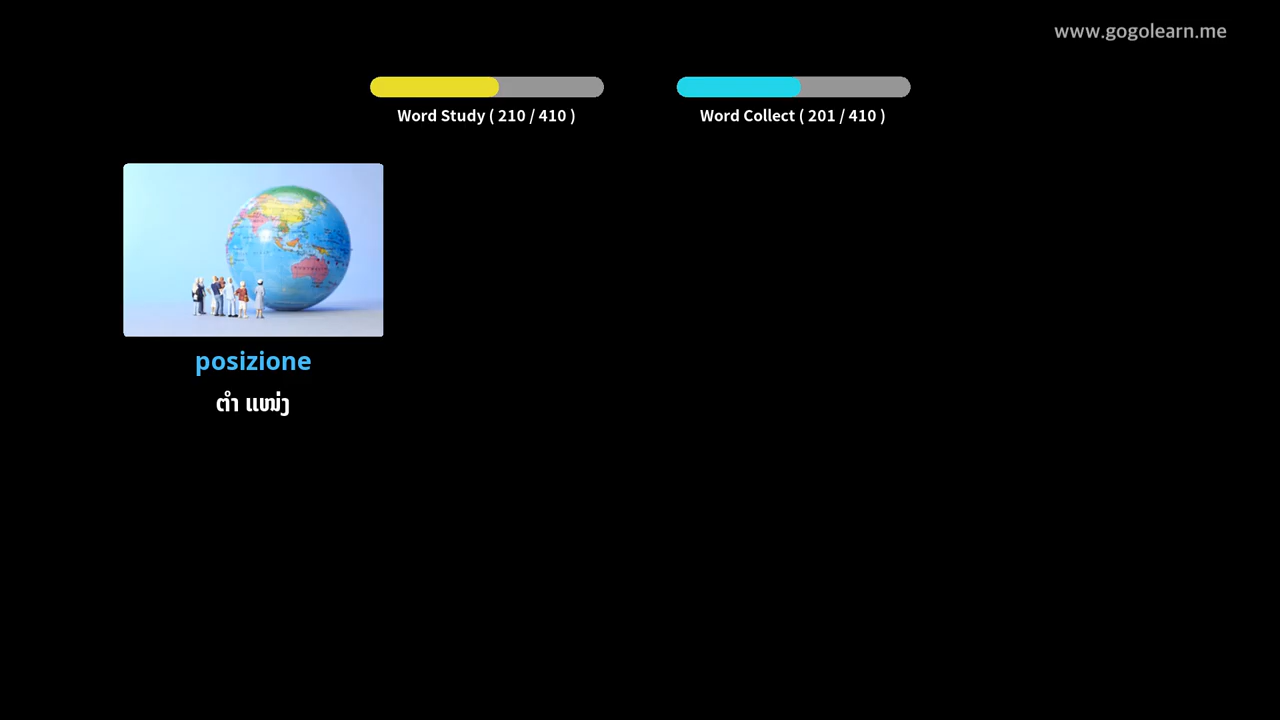 www.gogolearn.me
Word Study ( 210 / 410 )
Word Collect ( 201 / 410 )
posizione
ຕຳ ແໜ່ງ